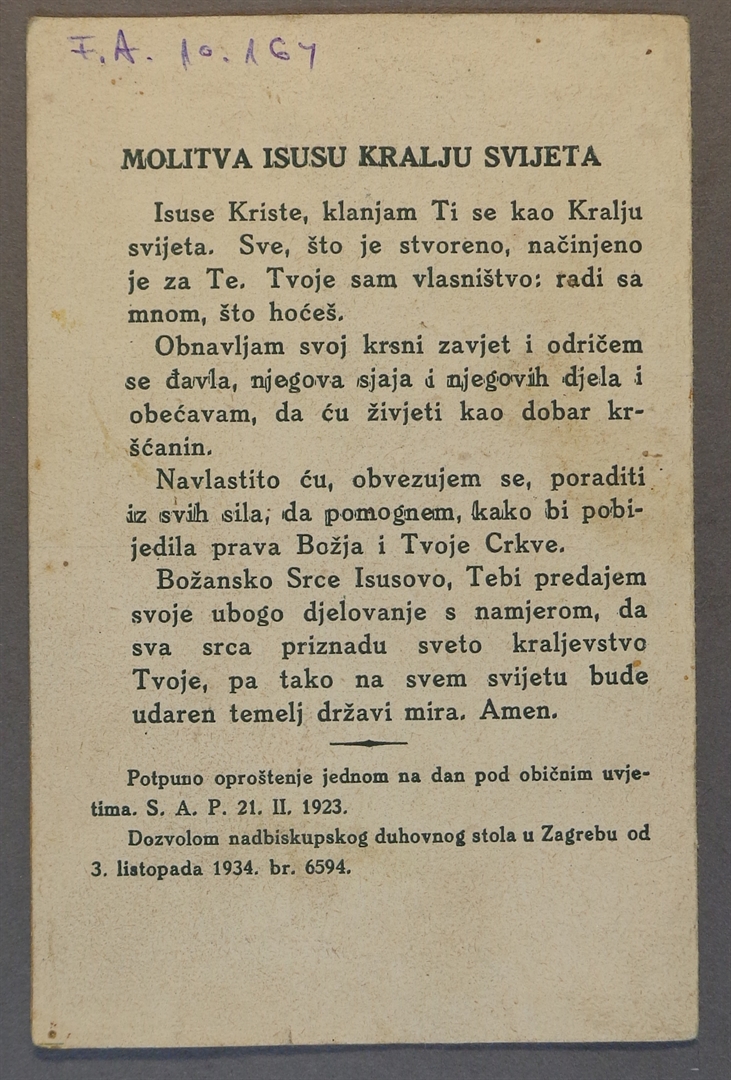 F.A. 10.164
MOLITVA ISUSU KRALJU SVIJETA
Isuse Kriste, klanjam Ti se kao Kralju
svijeta. Sve, što je stvoreno, načinjeno
je za Te. Tvoje sam vlasništvo: radi sa
mnom, što hoćeš.
Obnavljam svoj krsni zavjet i odričem
se đavla, njegova sjaja i njegovih djela i
obećavam, da ću živjeti kao dobar kr-
šćanin.
Navlastito ću, obvezujem se, poraditi
iz svih sila, da pomognem, kako bi pobi-
jedila prava Božja i Tvoje Crkve.
Božansko Srce Isusovo, Tebi predajem
svoje ubogo djelovanje s namjerom, da
sva srca priznadu sveto kraljevstvo
Tvoje, pa tako na svem svijetu bude
udaren temelj državi mira. Amen.
Potpuno oproštenje jednom na dan pod običnim uvje-
tima. S. A. P. 21. II. 1923.
Dozvolom nadbiskupskog duhovnog stola u Zagrebu od
3. listopada 1934. br. 6594.